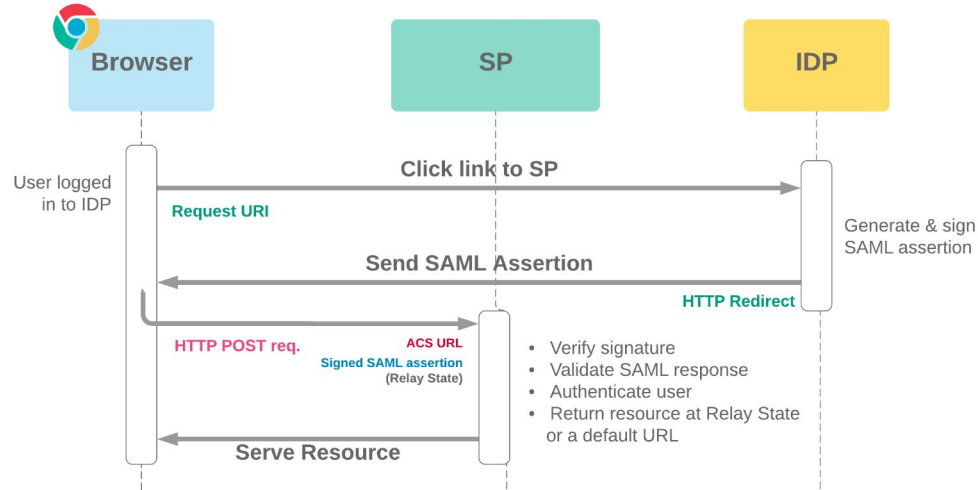 Browser
SP
IDP
Click link to SP
User logged
in to IDP
Request URI
Generate & sign
SAML assertion
Send SAML Assertion
HTTP Redirect
HTTP POST req.
ACS URL
Signed SAML assertion
(Relay State)
• Verify signature
• Validate SAML response
• Authenticate user
• Return resource at Relay State
or a default URL
Serve Resource